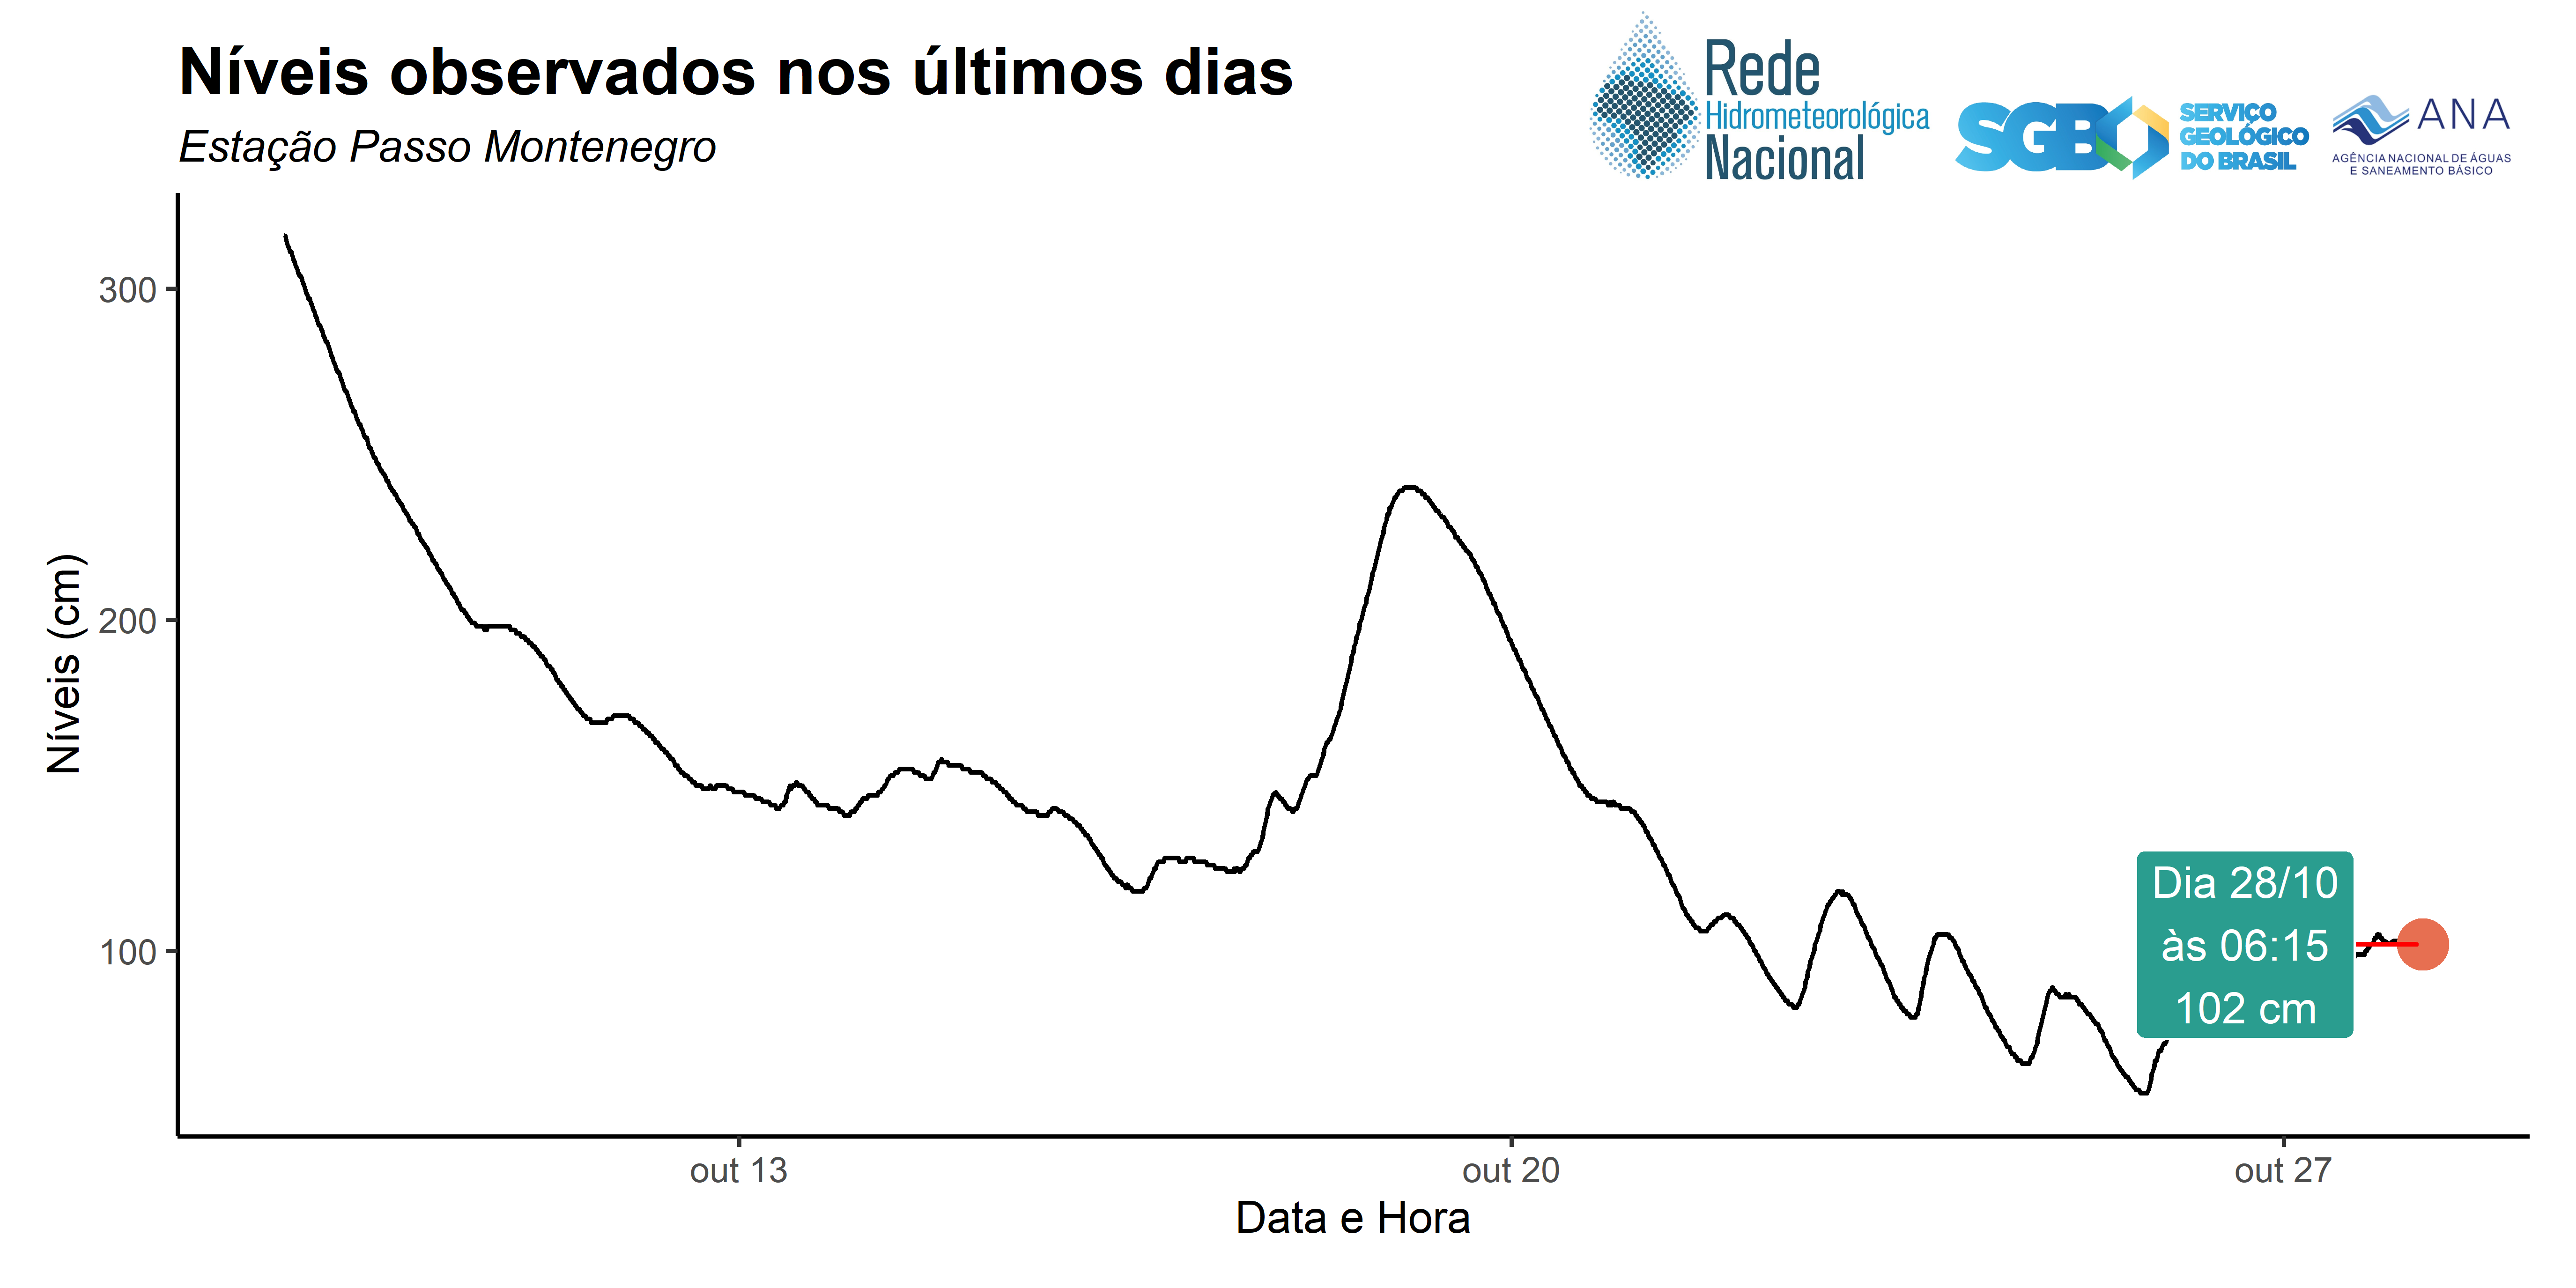 Níveis observados nos últimos dias
Estação Passo Montenegro
Rede
Hidrometeorológica
Nacional
SGB
SERVIÇO
GEOLÓGICO
DO BRASIL
ANA
AGÊNCIA NACIONAL DE ÁGUAS
E SANEAMENTO BÁSICO
Níveis (cm)
300
200
100
Dia 28/10
às 06:15
102 cm
out 13
out 20
out 27
Data e Hora